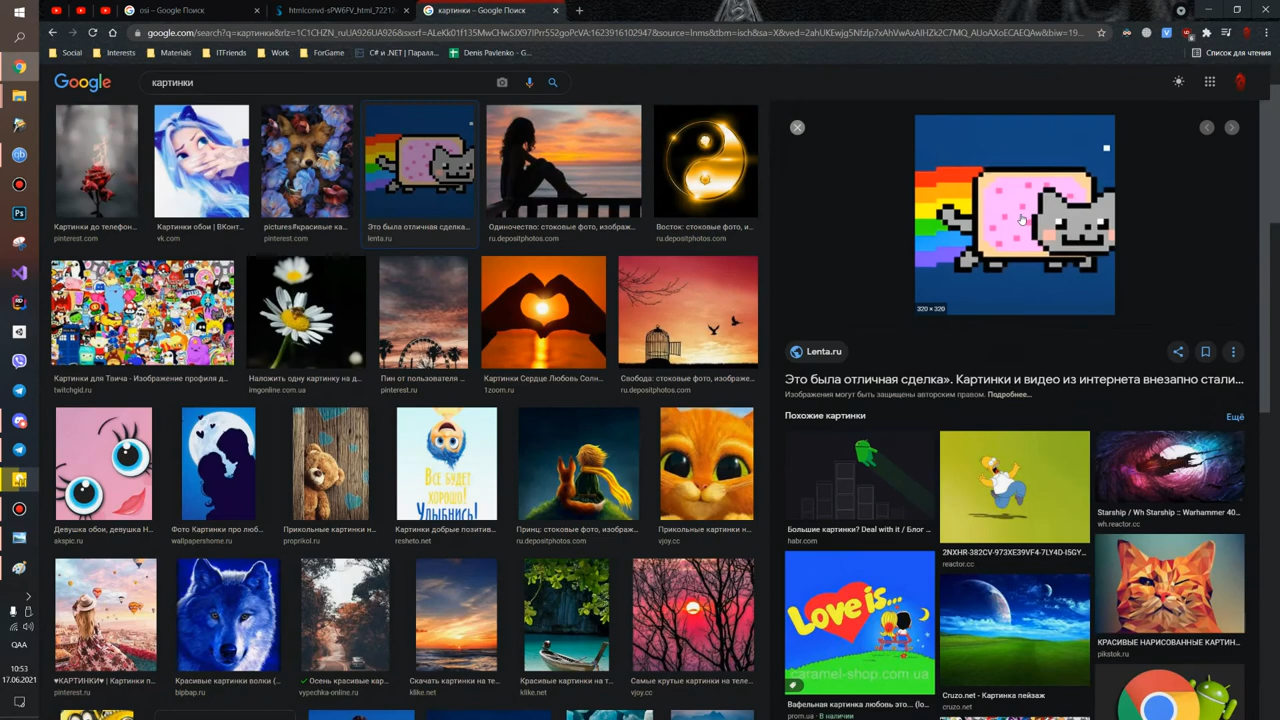 osi – Google Поиск
htmlconvd-sPW6FV_html_72212
картинки – Google Поиск
Social
Interests
Materials
ITFriends
Work
ForGame
C# и .NET | Паралл...
Denis Pavlenko - G...
Список для чтения
Google
картинки
Картинки до телефон...
pinterest.com
Картинки обои | ВКонт...
vk.com
pictures#красивые ка...
pinterest.com
Это была отличная сделка...
lenta.ru
Одиночество: стоковые фото, изображ...
ru.depositphotos.com
Восток: стоковые фото, и...
ru.depositphotos.com
Картинки для Твича - Изображение профиля д...
twitchgid.ru
Наложить одну картинку на д...
imgonline.com.ua
Пин от пользователя ...
pinterest.ru
Картинки Сердце Любовь Солн...
1zoom.ru
Свобода: стоковые фото, изображе...
ru.depositphotos.com
ВСЕ БУДЕТ
ХОРОШО!
УЛЫБНИСЬ!
Девушка обои, девушка H...
akspic.ru
Фото Картинки про люб...
wallpapershome.ru
Прикольные картинки н...
proprikol.ru
Картинки добрые позитив...
resheto.net
Принц: стоковые фото, изображ...
ru.depositphotos.com
Прикольные картинки н...
vjoy.cc
♥КАРТИНКИ♥ | Картинки п...
pinterest.ru
Красивые картинки волки (...
bipbap.ru
Осень красивые кар...
vypechka-online.ru
Скачать картинки на те...
klike.net
Красивые картинки на т...
klike.net
Самые крутые картинки на теле...
vjoy.cc
320 × 320
Lenta.ru
Это была отличная сделка». Картинки и видео из интернета внезапно стали...
Изображения могут быть защищены авторским правом. Подробнее...
Похожие картинки
Ещё
Большие картинки? Deal with it / Блог ...
habr.com
2NXHR-382CV-973XE39VF4-7LY4D-I5GY...
reactor.cc
Starship / Wh Starship :: Warhammer 40...
wh.reactor.cc
КРАСИВЫЕ НАРИСОВАННЫЕ КАРТИН...
pikstok.ru
Love is...
caramel-shop.com.ua
Вафельная картинка любовь это... (lo...
prom.ua · В наличии
Cruzo.net - Картинка пейзаж
cruzo.net
QAA
10:53
17.06.2021